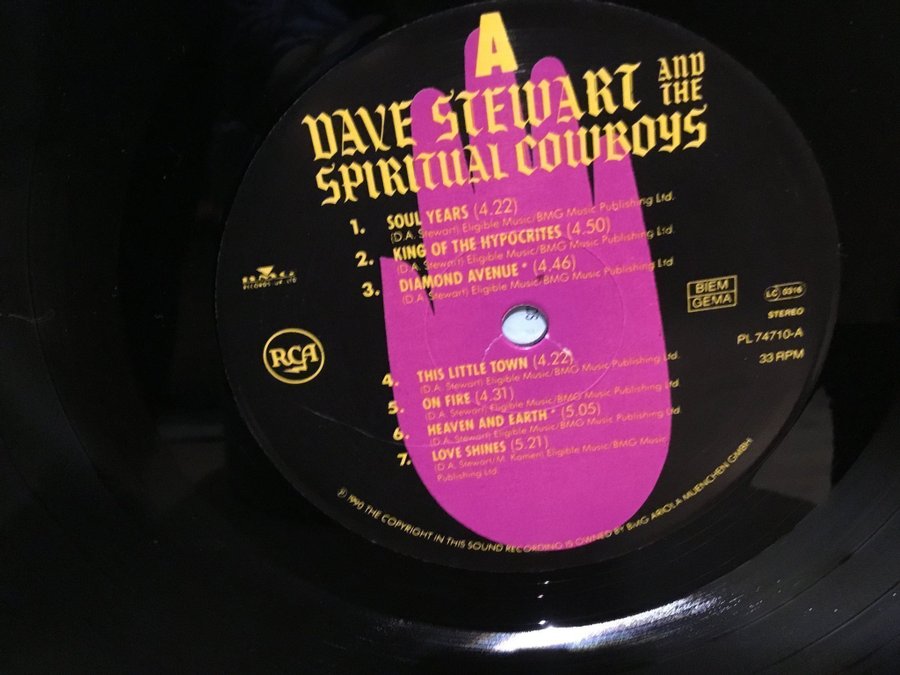 A
DAVE STEWART AND THE
SPIRITUAL COWBOYS
1. SOUL YEARS (4.22)
(D.A. Stewart) Eligible Music/BMG Music Publishing Ltd.
2. KING OF THE HYPOCRITES (4.50)
(D.A. Stewart) Eligible Music/BMG Music Publishing Ltd.
3. DIAMOND AVENUE * (4.46)
(D.A. Stewart) Eligible Music/BMG Music Publishing Ltd
BMG
RECORDS UK LTD
BIEM
GEMA
LC 0316
STEREO
PL 74710-A
33 RPM
RCA
4. THIS LITTLE TOWN (4.22)
(D.A. Stewart) Eligible Music/BMG Music Publishing Ltd.
5. ON FIRE (4.31)
(D.A. Stewart) Eligible Music/BMG Music Publishing Ltd
6. HEAVEN AND EARTH * (5.05)
(D.A. Stewart) Eligible Music/BMG Music Publishing Ltd
7. LOVE SHINES (5.21)
(D.A. Stewart/M. Kamen) Eligible Music/BMG Music
Publishing Ltd.
℗ 1990 THE COPYRIGHT IN THIS SOUND RECORDING IS OWNED BY BMG ARIOLA MUENCHEN GMBH